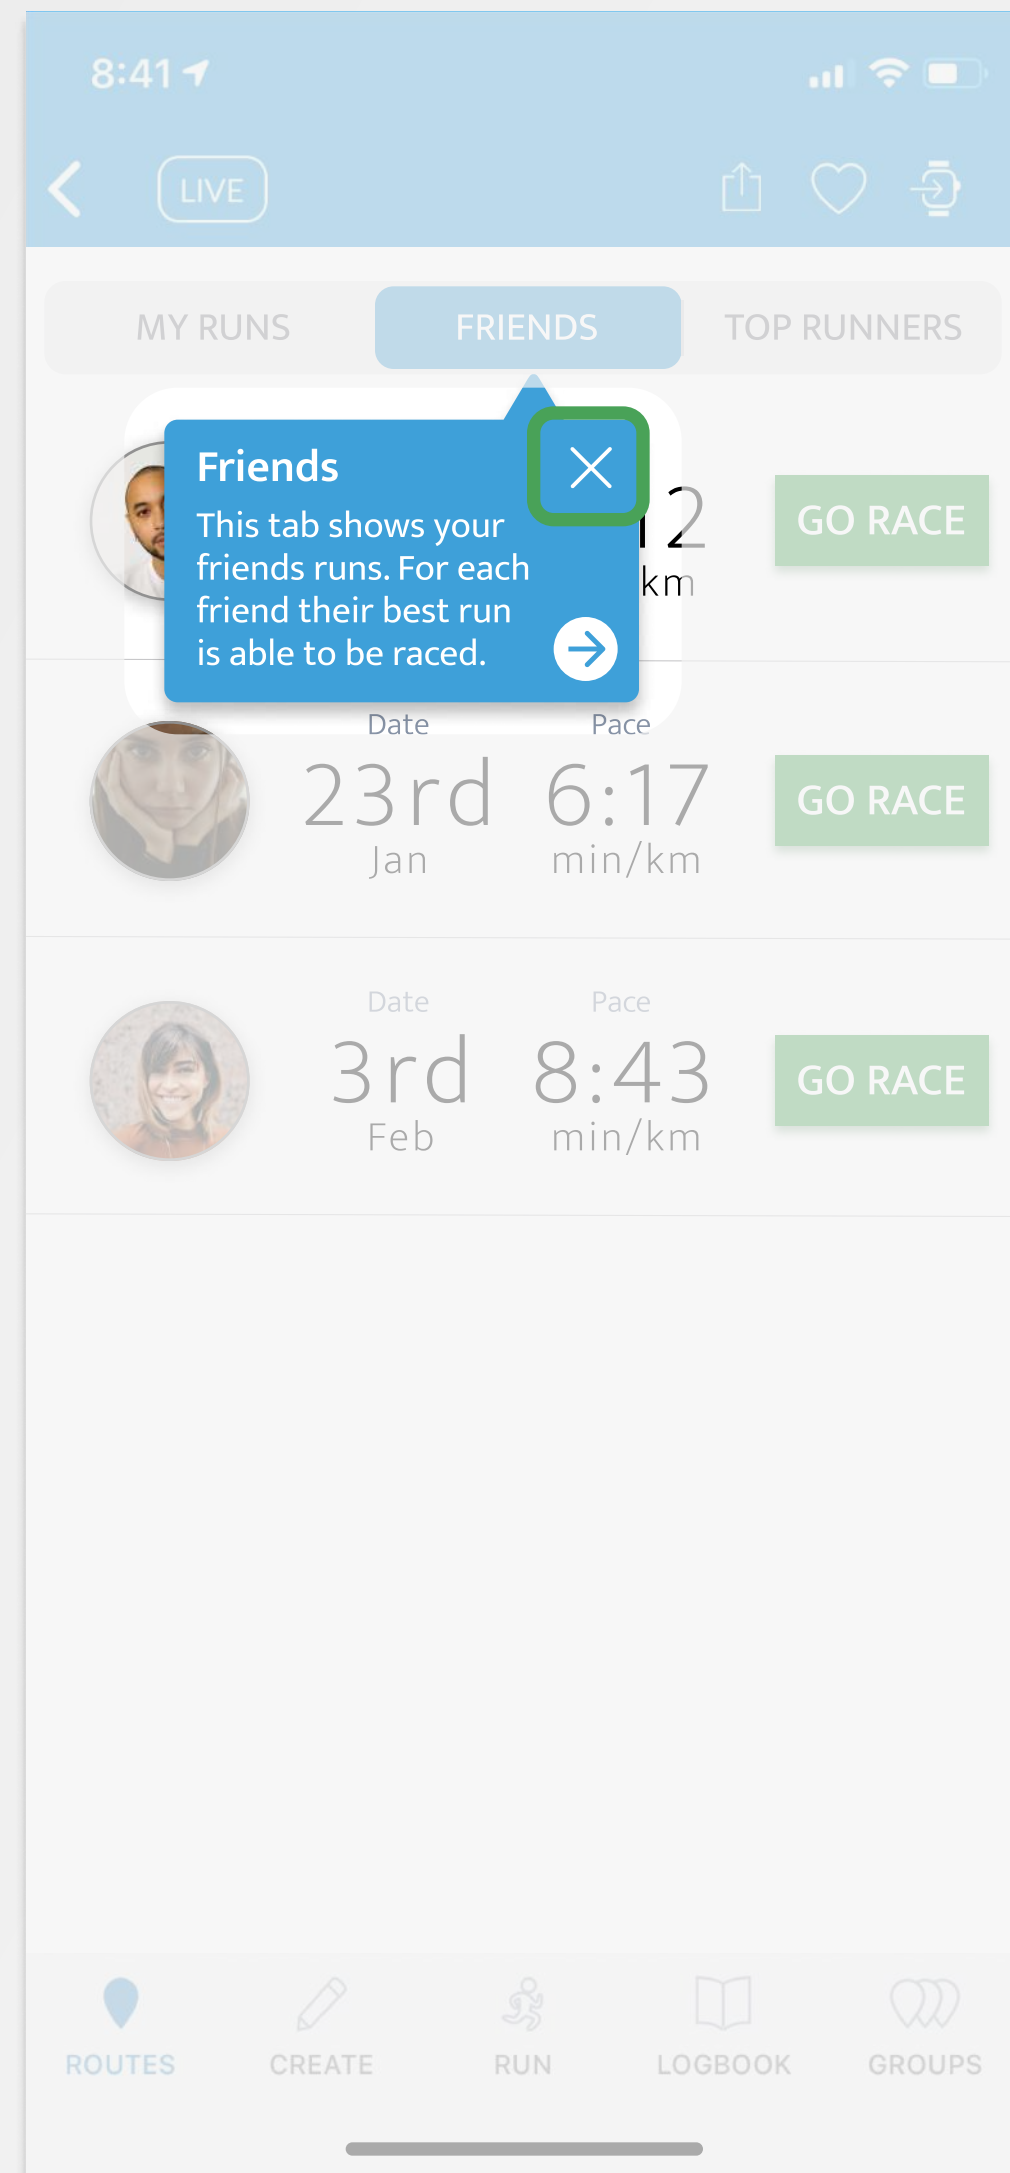 8:41
LIVE
MY RUNS FRIENDS TOP RUNNERS
Friends
This tab shows your
friends runs. For each
friend their best run
is able to be raced.
12
km
GO RACE
Date Pace
23rd 6:17
Jan min/km
GO RACE
Date Pace
3rd 8:43
Feb min/km
GO RACE
ROUTES CREATE RUN LOGBOOK GROUPS